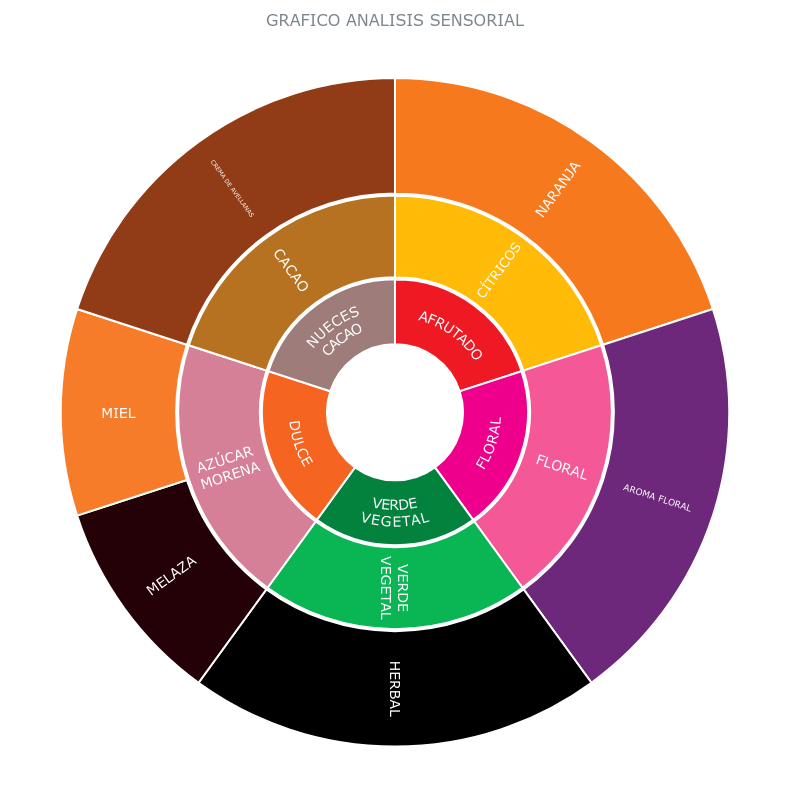 GRAFICO ANALISIS SENSORIAL
CREMA DE AVELLANAS
NARANJA
CACAO
CÍTRICOS
NUECES
CACAO
AFRUTADO
MIEL
AZÚCAR
MORENA
DULCE
FLORAL
FLORAL
AROMA FLORAL
MELAZA
VERDE
VEGETAL
VERDE
VEGETAL
HERBAL